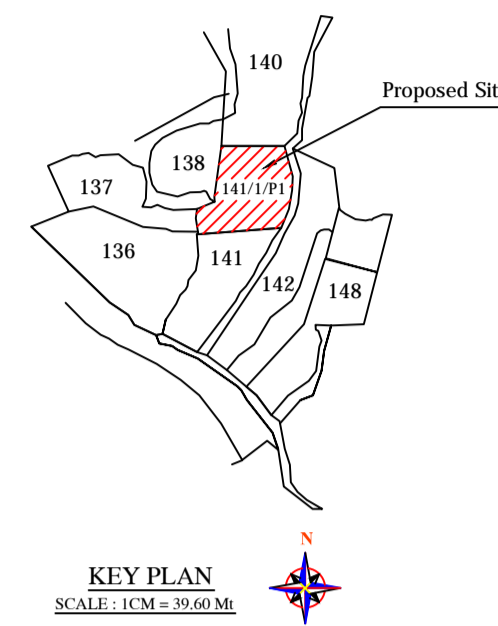 140
Proposed Sit
138
137
141/1/P1
136
141
142
148
N
KEY PLAN
SCALE : 1CM = 39.60 Mt